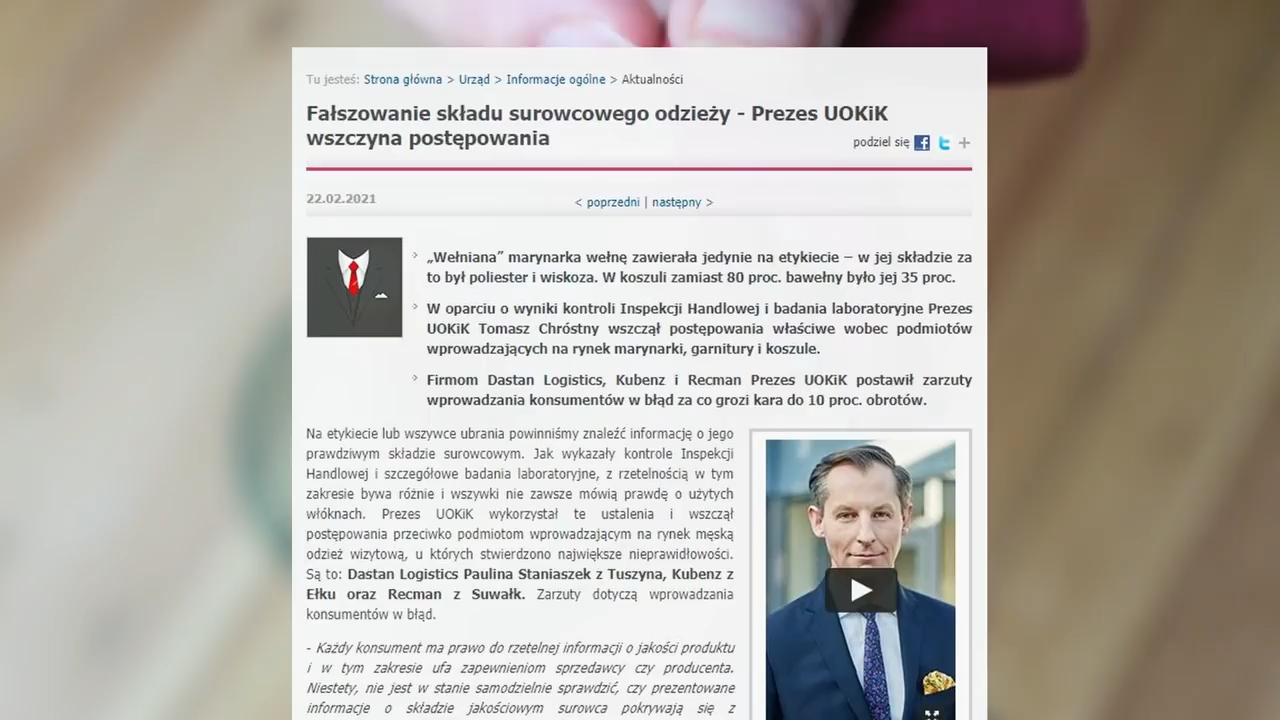 Tu jesteś: Strona główna > Urząd > Informacje ogólne > Aktualności
Fałszowanie składu surowcowego odzieży - Prezes UOKiK
wszczyna postępowania
podziel się
22.02.2021
< poprzedni | następny >
„Wełniana” marynarka wełnę zawierała jedynie na etykiecie – w jej składzie za
to był poliester i wiskoza. W koszuli zamiast 80 proc. bawełny było jej 35 proc.
W oparciu o wyniki kontroli Inspekcji Handlowej i badania laboratoryjne Prezes
UOKiK Tomasz Chróstny wszczął postępowania właściwe wobec podmiotów
wprowadzających na rynek marynarki, garnitury i koszule.
Firmom Dastan Logistics, Kubenz i Recman Prezes UOKiK postawił zarzuty
wprowadzania konsumentów w błąd za co grozi kara do 10 proc. obrotów.
Na etykiecie lub wszywce ubrania powinniśmy znaleźć informację o jego
prawdziwym składzie surowcowym. Jak wykazały kontrole Inspekcji
Handlowej i szczegółowe badania laboratoryjne, z rzetelnością w tym
zakresie bywa różnie i wszywki nie zawsze mówią prawdę o użytych
włóknach. Prezes UOKiK wykorzystał te ustalenia i wszczął
postępowania przeciwko podmiotom wprowadzającym na rynek męską
odzież wizytową, u których stwierdzono największe nieprawidłowości.
Są to: Dastan Logistics Paulina Staniaszek z Tuszyna, Kubenz z
Ełku oraz Recman z Suwałk. Zarzuty dotyczą wprowadzania
konsumentów w błąd.
- Każdy konsument ma prawo do rzetelnej informacji o jakości produktu
i w tym zakresie ufa zapewnieniom sprzedawcy czy producenta.
Niestety, nie jest w stanie samodzielnie sprawdzić, czy prezentowane
informacje o składzie jakościowym surowca pokrywają się z